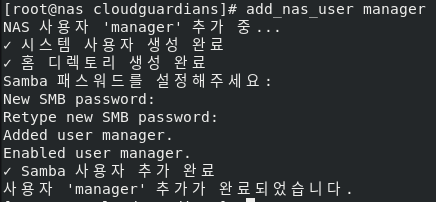 [root@nas cloudguardians]# add_nas_user manager
NAS 사용자 'manager' 추가 중...
✓ 시스템 사용자 생성 완료
✓ 홈 디렉토리 생성 완료
Samba 패스워드를 설정해주세요:
New SMB password:
Retype new SMB password:
Added user manager.
Enabled user manager.
✓ Samba 사용자 추가 완료
사용자 'manager' 추가가 완료되었습니다.